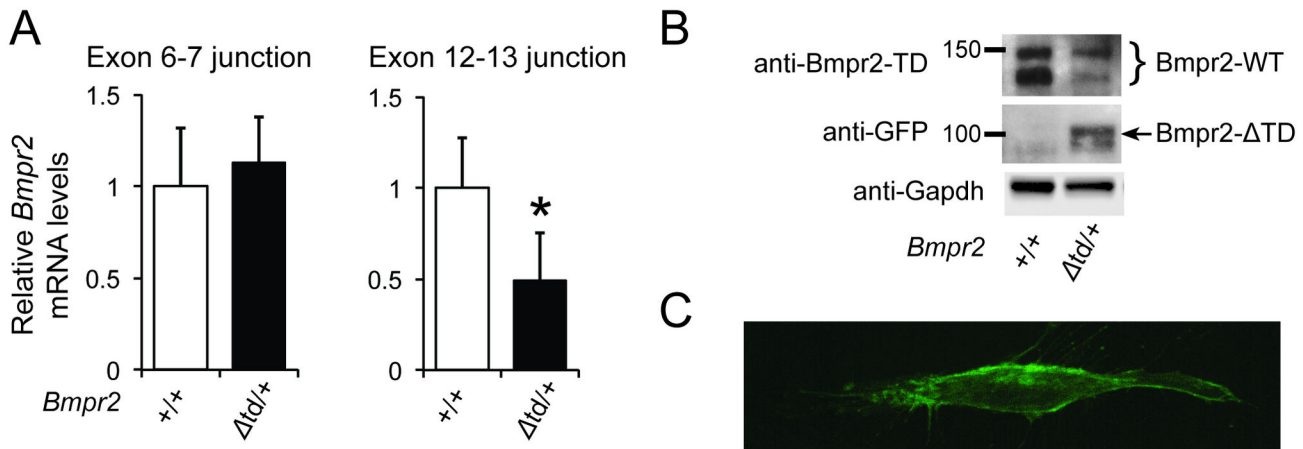 A
Exon 6-7 junction
Exon 12-13 junction
Relative Bmpr2
mRNA levels
1.5
1
0.5
0
1.5
1
0.5
0
*
Bmpr2
+/+
Δtd/+
+/+
Δtd/+
B
anti-Bmpr2-TD
150
} Bmpr2-WT
anti-GFP
100
Bmpr2-ΔTD
anti-Gapdh
Bmpr2
+/+
Δtd/+
C